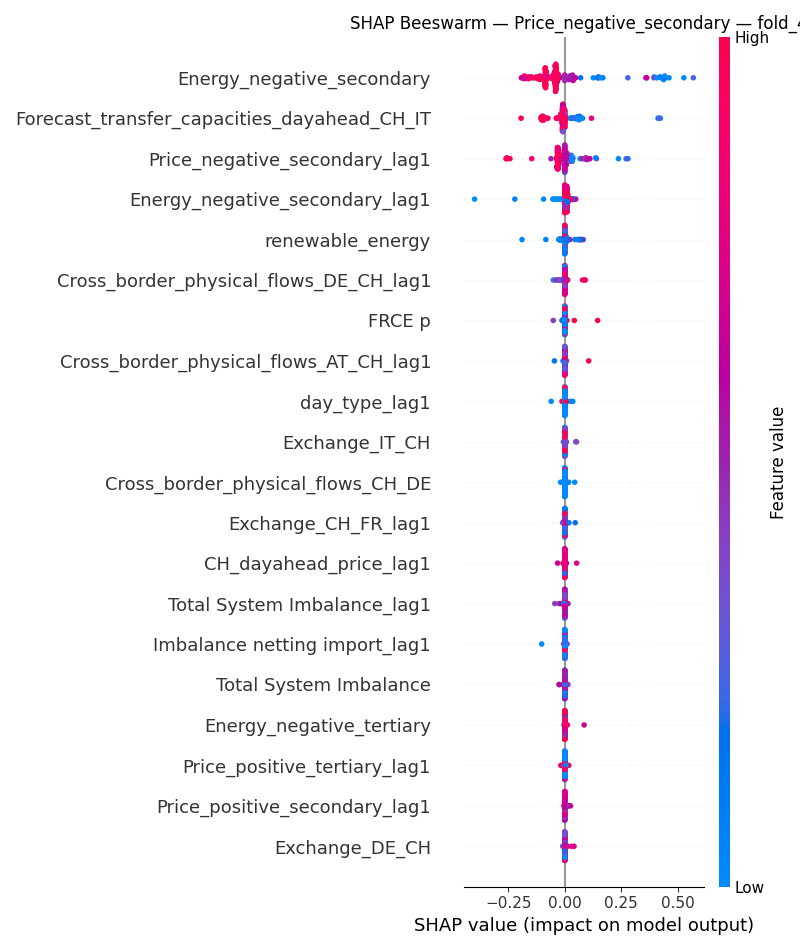 SHAP Beeswarm — Price_negative_secondary — fold_4
High
Energy_negative_secondary
Forecast_transfer_capacities_dayahead_CH_IT
Price_negative_secondary_lag1
Energy_negative_secondary_lag1
renewable_energy
Cross_border_physical_flows_DE_CH_lag1
FRCE p
Cross_border_physical_flows_AT_CH_lag1
day_type_lag1
Exchange_IT_CH
Cross_border_physical_flows_CH_DE
Exchange_CH_FR_lag1
CH_dayahead_price_lag1
Total System Imbalance_lag1
Imbalance netting import_lag1
Total System Imbalance
Energy_negative_tertiary
Price_positive_tertiary_lag1
Price_positive_secondary_lag1
Exchange_DE_CH
Feature value
Low
−0.25 0.00 0.25 0.50
SHAP value (impact on model output)